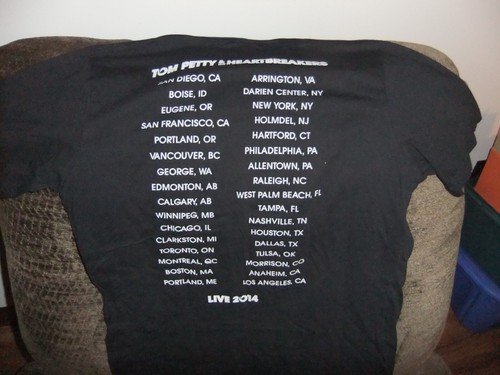 TOM PETTY & HEARTBREAKERS
SAN DIEGO, CA
BOISE, ID
EUGENE, OR
SAN FRANCISCO, CA
PORTLAND, OR
VANCOUVER, BC
GEORGE, WA
EDMONTON, AB
CALGARY, AB
WINNIPEG, MB
CHICAGO, IL
CLARKSTON, MI
TORONTO, ON
MONTREAL, QC
BOSTON, MA
PORTLAND, ME
ARRINGTON, VA
DARIEN CENTER, NY
NEW YORK, NY
HOLMDEL, NJ
HARTFORD, CT
PHILADELPHIA, PA
ALLENTOWN, PA
RALEIGH, NC
WEST PALM BEACH, FL
TAMPA, FL
NASHVILLE, TN
HOUSTON, TX
DALLAS, TX
TULSA, OK
MORRISON, CO
ANAHEIM, CA
LOS ANGELES, CA
LIVE 2014